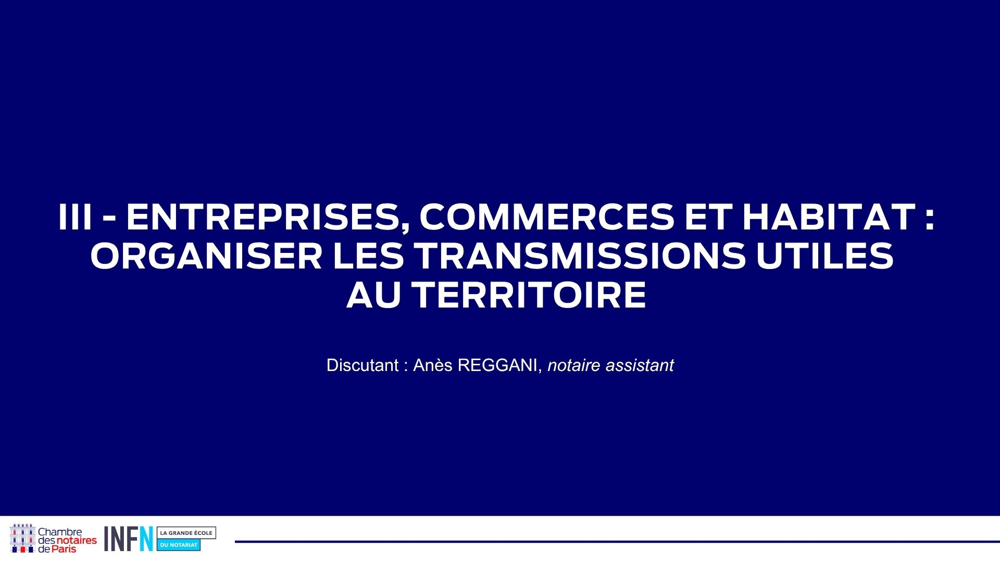 III - ENTREPRISES, COMMERCES ET HABITAT :
ORGANISER LES TRANSMISSIONS UTILES
AU TERRITOIRE
Discutant : Anès REGGANI, notaire assistant
Chambre
des notaires
de Paris
INFN
LA GRANDE ÉCOLE
DU NOTARIAT